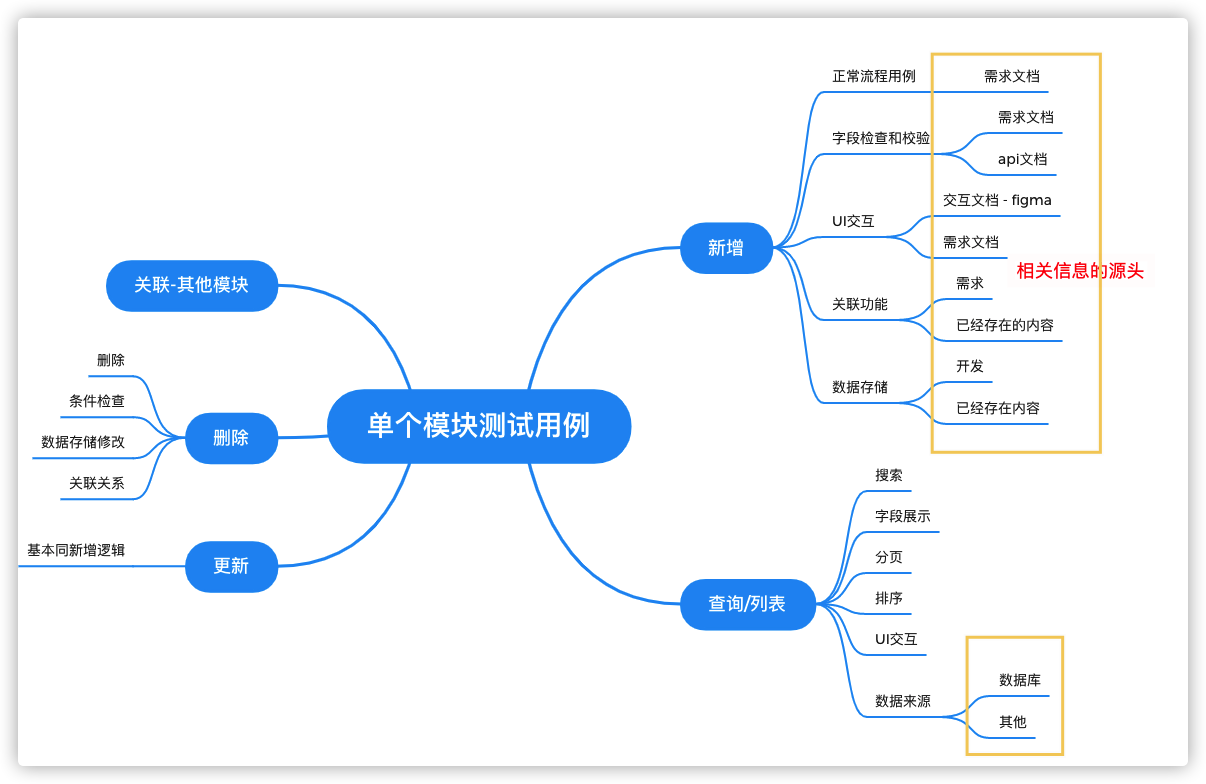 单个模块测试用例
新增
正常流程用例
需求文档
字段检查和校验
需求文档
api文档
UI交互
交互文档 - figma
需求文档
相关信息的源头
关联功能
需求
已经存在的内容
数据存储
开发
已经存在内容
查询/列表
搜索
字段展示
分页
排序
UI交互
数据来源
数据库
其他
关联-其他模块
删除
删除
条件检查
数据存储修改
关联关系
更新
基本同新增逻辑